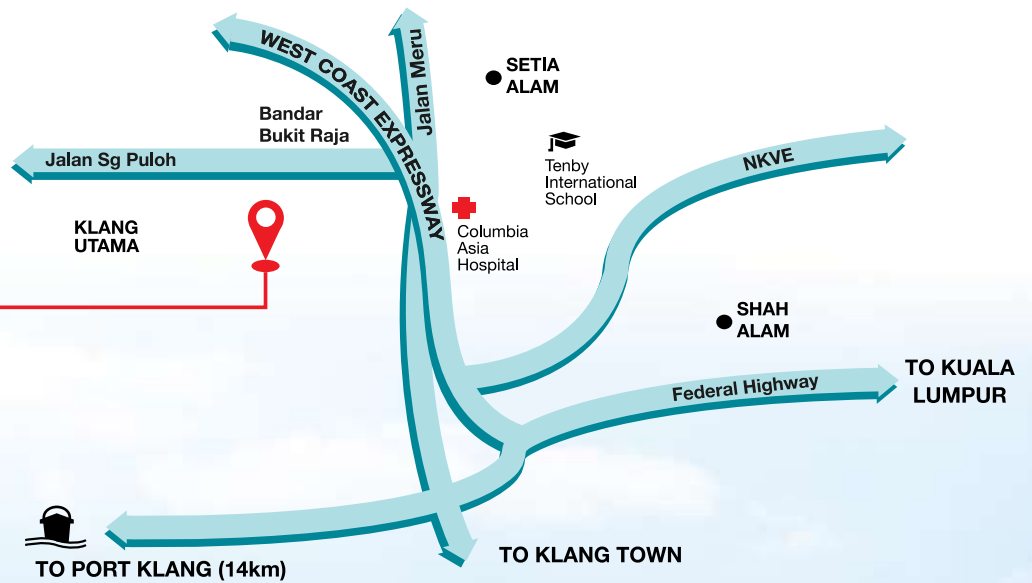 WEST COAST EXPRESSWAY
Jalan Meru
SETIA
ALAM
Bandar
Bukit Raja
Jalan Sg Puloh
Tenby
International
School
NKVE
KLANG
UTAMA
Columbia
Asia
Hospital
SHAH
ALAM
TO KUALA
LUMPUR
Federal Highway
TO KLANG TOWN
TO PORT KLANG (14km)